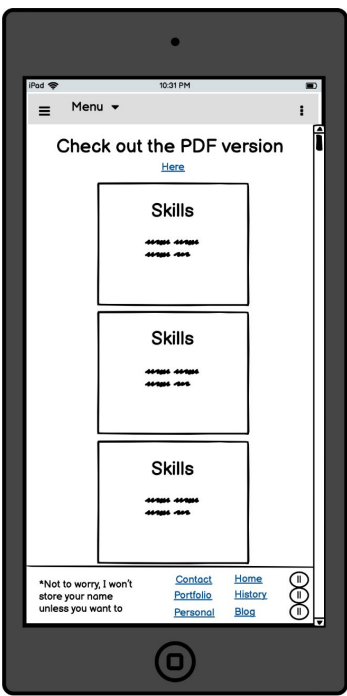 iPad 10:31 PM
Menu
Check out the PDF version
Here
Skills
Skills
Skills
*Not to worry, I won't
store your name
unless you want to
Contact Home
Portfolio History
Personal Blog